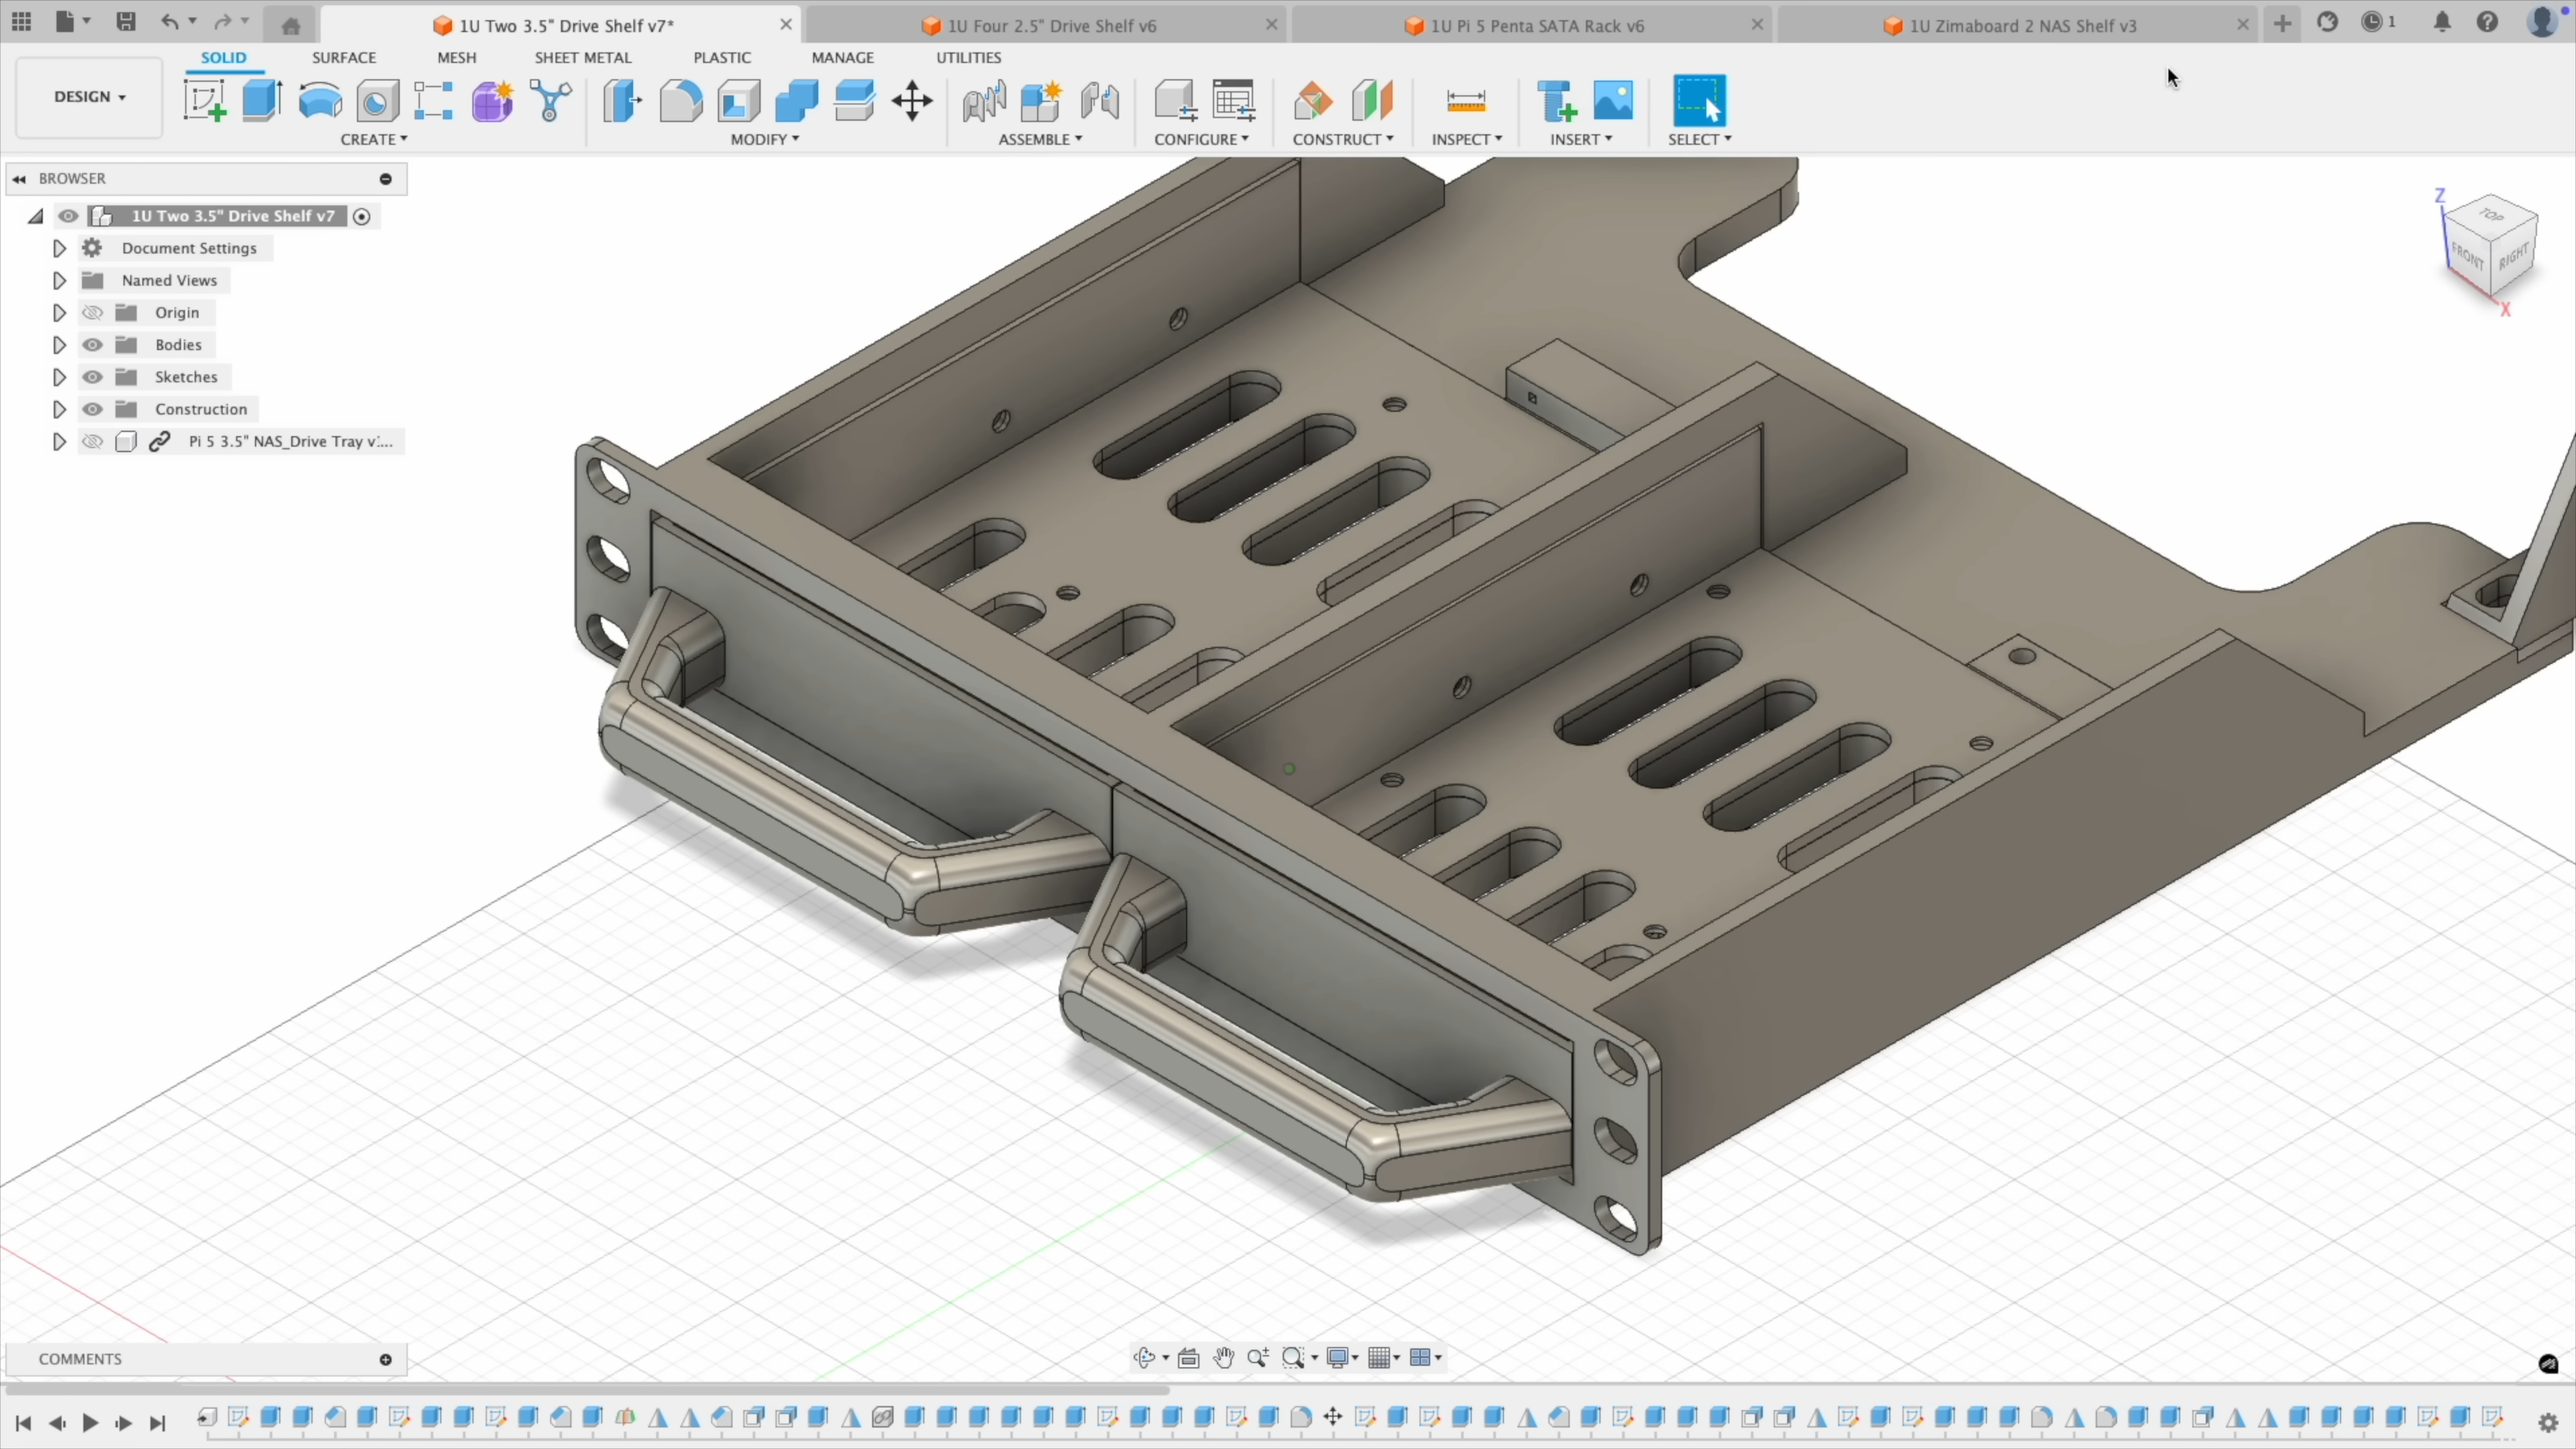 1U Two 3.5" Drive Shelf v7*
1U Four 2.5" Drive Shelf v6
1U Pi 5 Penta SATA Rack v6
1U Zimaboard 2 NAS Shelf v3
1
SOLID
SURFACE
MESH
SHEET METAL
PLASTIC
MANAGE
UTILITIES
DESIGN
CREATE
MODIFY
ASSEMBLE
CONFIGURE
CONSTRUCT
INSPECT
INSERT
SELECT
BROWSER
1U Two 3.5" Drive Shelf v7
Document Settings
Named Views
Origin
Bodies
Sketches
Construction
Pi 5 3.5" NAS_Drive Tray v:...
Z
TOP
FRONT
RIGHT
X
COMMENTS